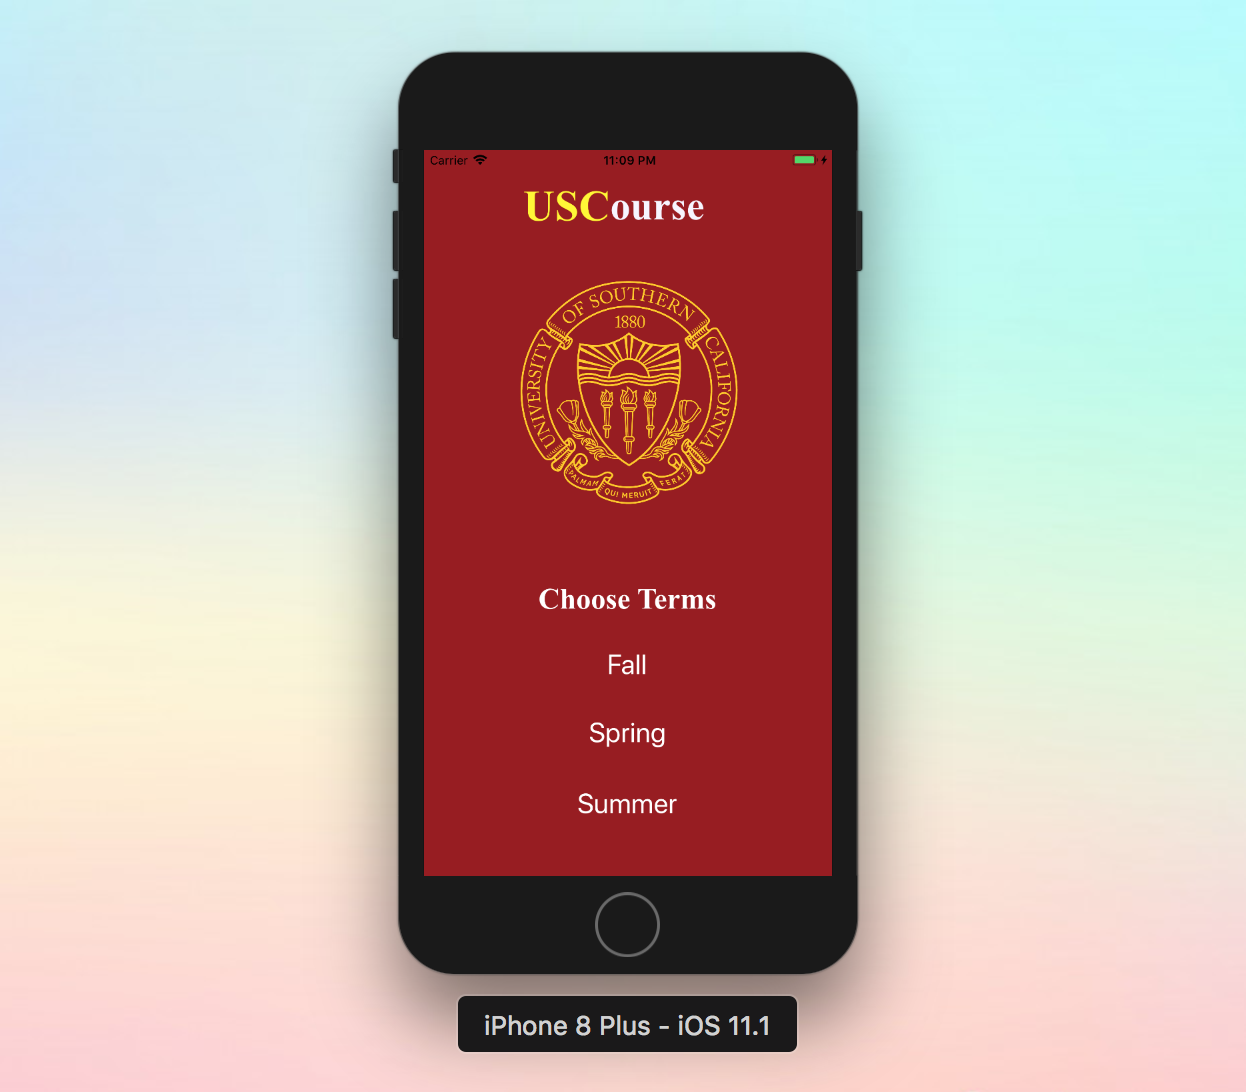 Carrier 11:09 PM
USCourse
UNIVERSITY OF SOUTHERN CALIFORNIA
1880
PALMAM QUI MERUIT FERAT
Choose Terms
Fall
Spring
Summer
iPhone 8 Plus - iOS 11.1